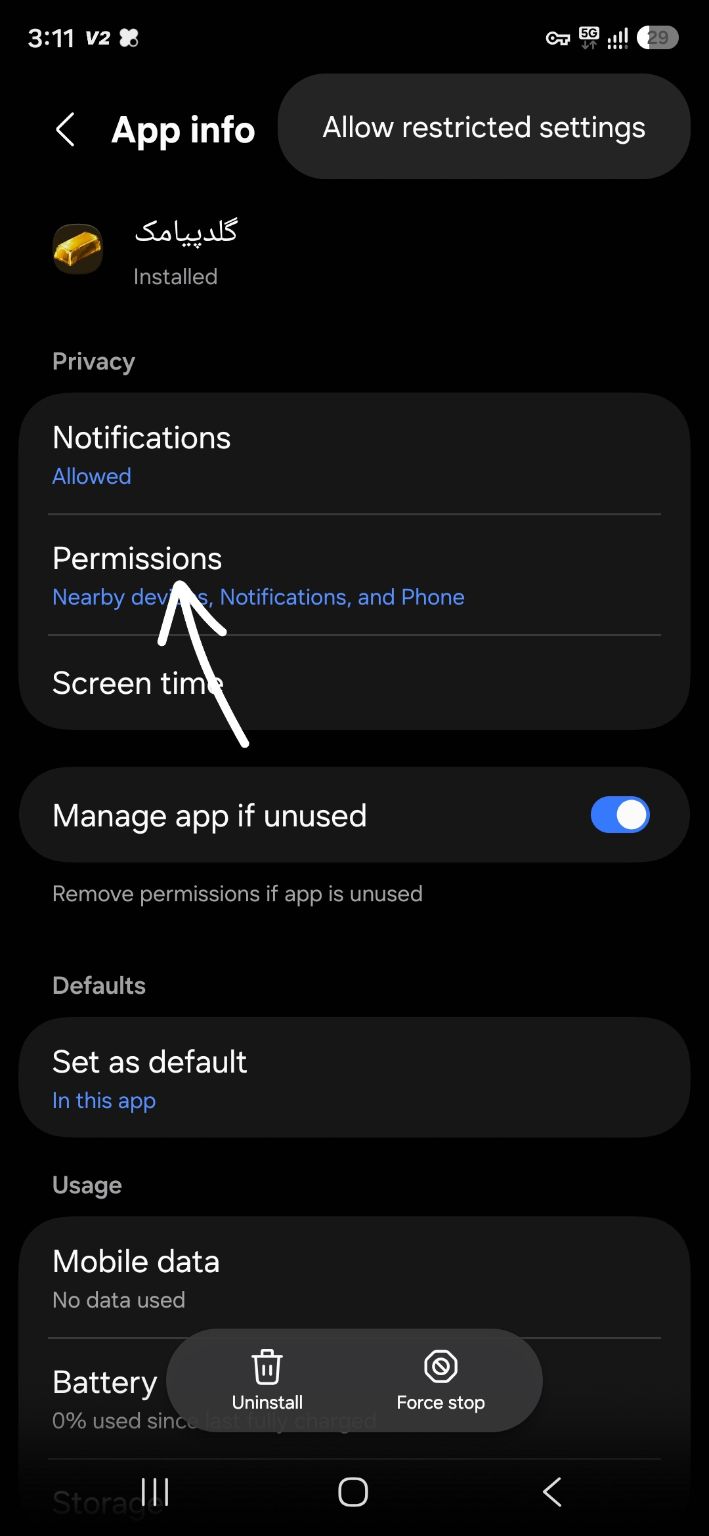 3:11 V2
5G
29
App info
Allow restricted settings
گلدپیامک
Installed
Privacy
Notifications
Allowed
Permissions
Nearby devices, Notifications, and Phone
Screen time
Manage app if unused
Remove permissions if app is unused
Defaults
Set as default
In this app
Usage
Mobile data
No data used
Battery
0% used since last fully charged
Uninstall
Force stop
Storage